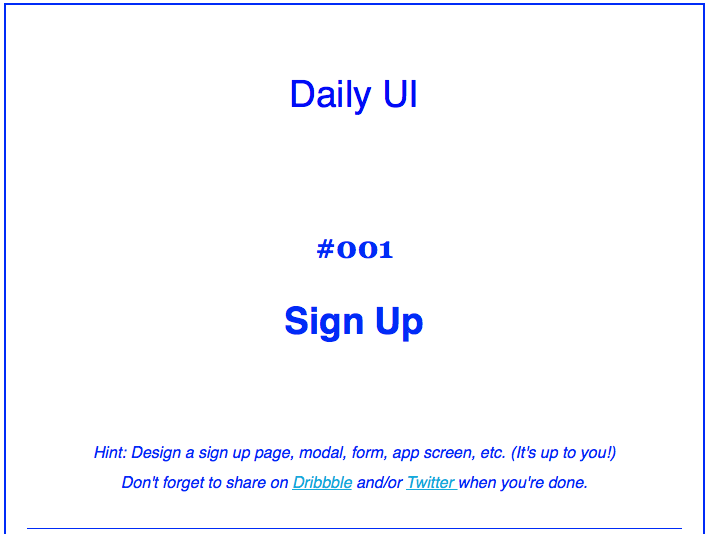 Daily UI
#001
Sign Up
Hint: Design a sign up page, modal, form, app screen, etc. (It's up to you!)
Don't forget to share on Dribbble and/or Twitter when you're done.